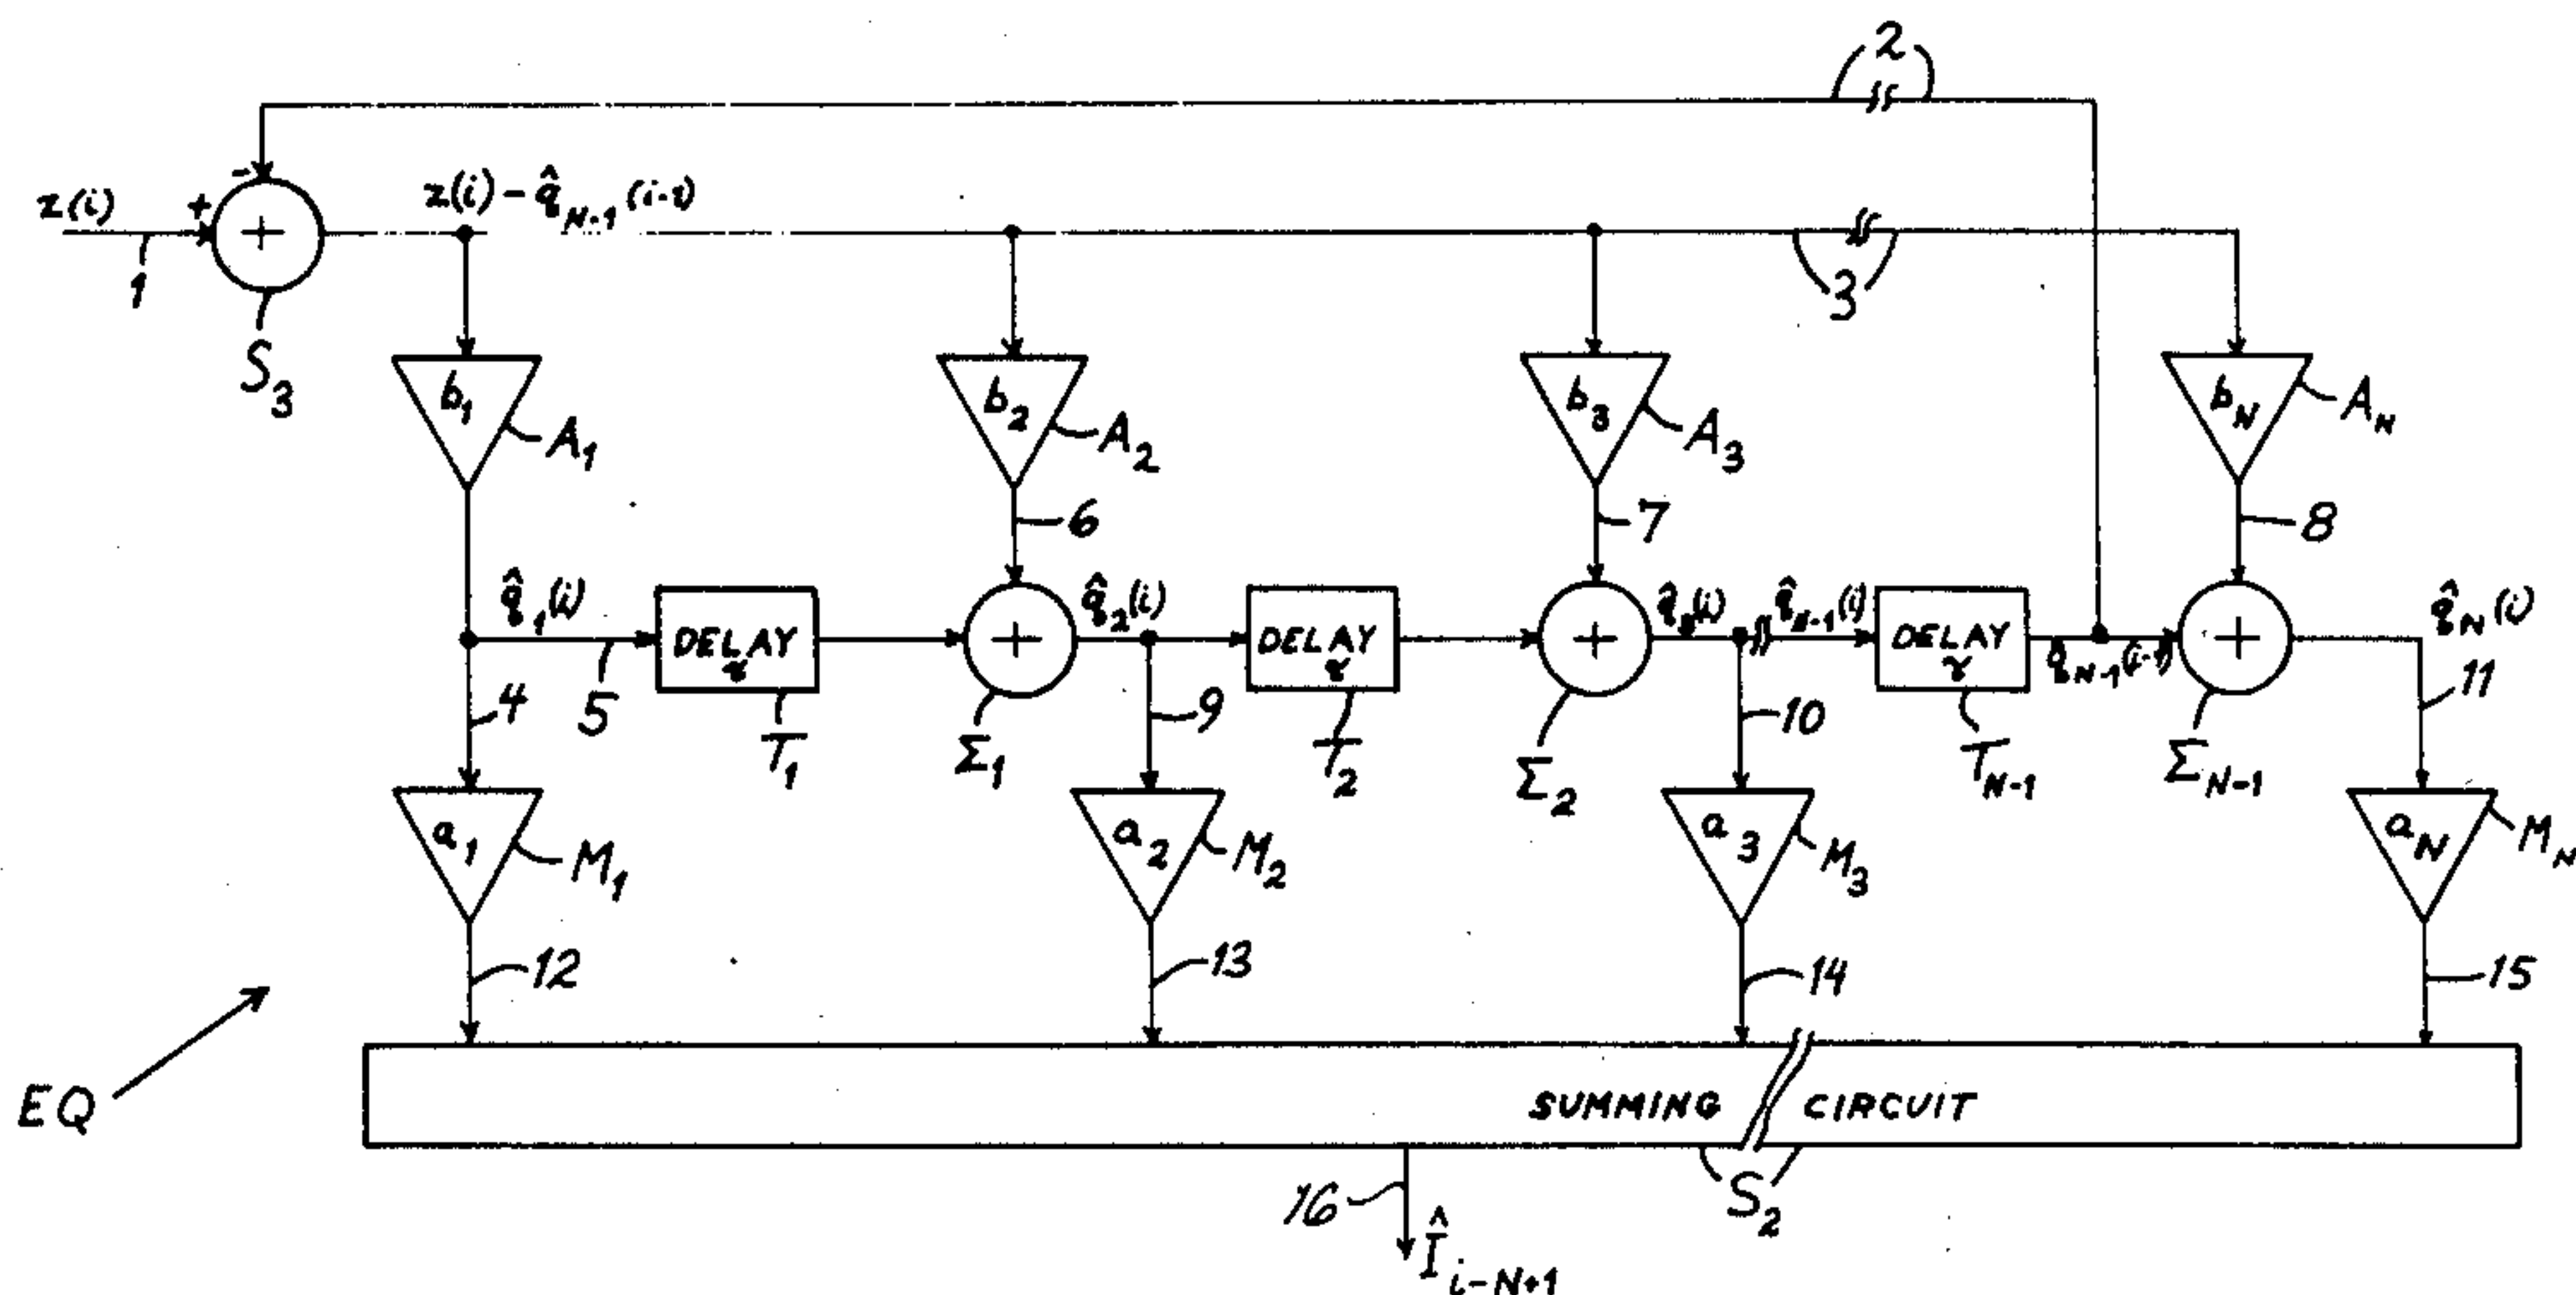 2
z(i)
+
-
+
z(i) - q̂N-1 (i-1)
1
3
S3
b1
A1
b2
A2
b3
A3
bN
AN
6
7
8
q̂1(i)
DELAY τ
+
q̂2(i)
DELAY τ
+
q̂3(i)
q̂N-1(i)
DELAY τ
q̂N-1(i-1)
+
q̂N(i)
4
5
T1
Σ1
9
T2
Σ2
10
TN-1
ΣN-1
11
a1
M1
a2
M2
a3
M3
aN
MN
12
13
14
15
EQ
SUMMING CIRCUIT
16
S2
Îi-N+1